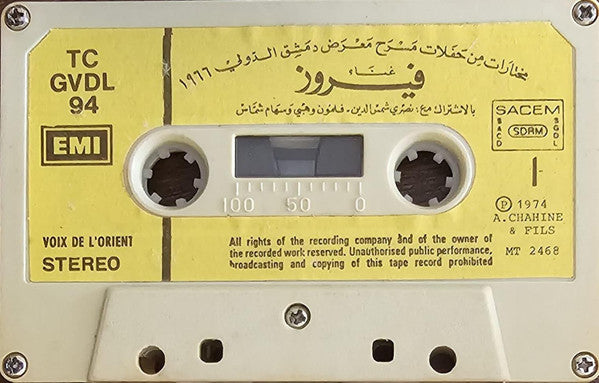 TC
GVDL
94
EMI
VOIX DE L'ORIENT
STEREO
مختارات من حفلات مسرح معرض دمشق الدولي ١٩٦٦
غناء
فيروز
بالاشتراك مع: نصري شمس الدين، فلمون وهبي وسهام شماس
SACEM
SACD
SDRM
SGDL
1
100 50 0
Ⓟ 1974
A.CHAHINE
& FILS
MT 2468
All rights of the recording company and of the owner of
the recorded work reserved. Unauthorised public performance,
broadcasting and copying of this tape record prohibited